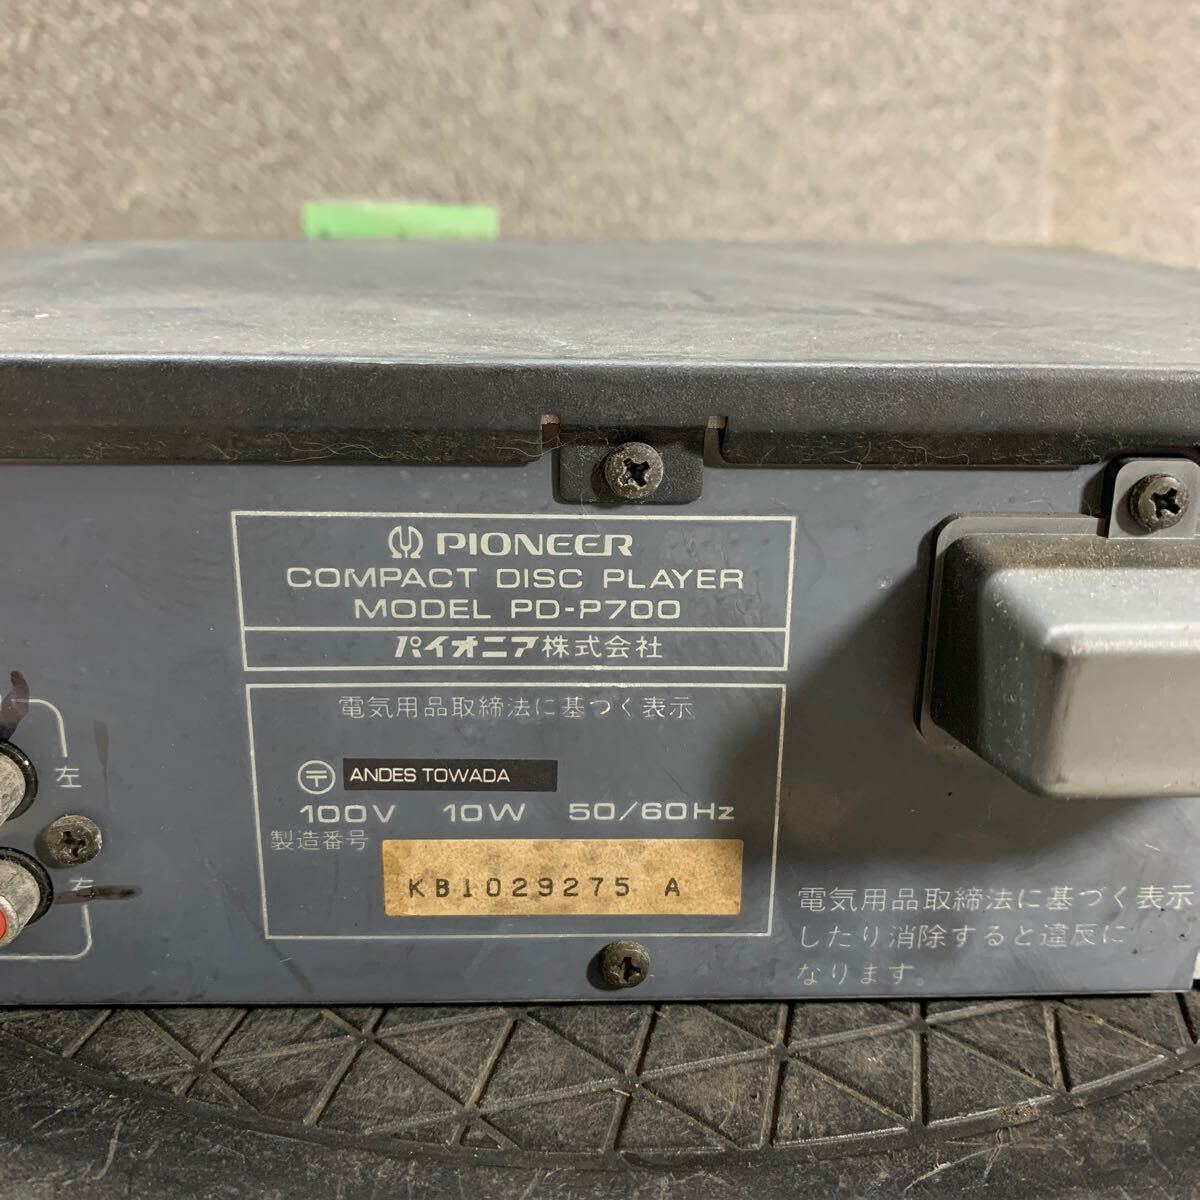 PIONEER
COMPACT DISC PLAYER
MODEL PD-P700
パイオニア株式会社
電気用品取締法に基づく表示
〒 ANDES TOWADA
100V 10W 50/60Hz
製造番号
KB1029275 A
左
右
電気用品取締法に基づく表示
したり消除すると違反に
なります。